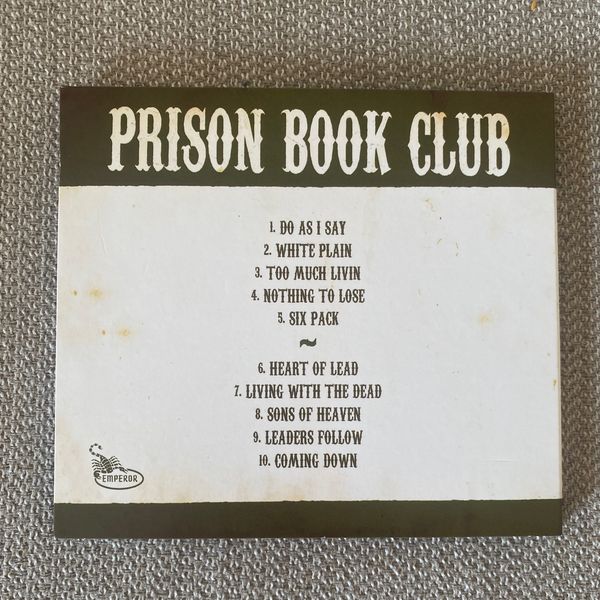 PRISON BOOK CLUB
1. DO AS I SAY
2. WHITE PLAIN
3. TOO MUCH LIVIN
4. NOTHING TO LOSE
5. SIX PACK
~
6. HEART OF LEAD
7. LIVING WITH THE DEAD
8. SONS OF HEAVEN
9. LEADERS FOLLOW
10. COMING DOWN
EMPEROR